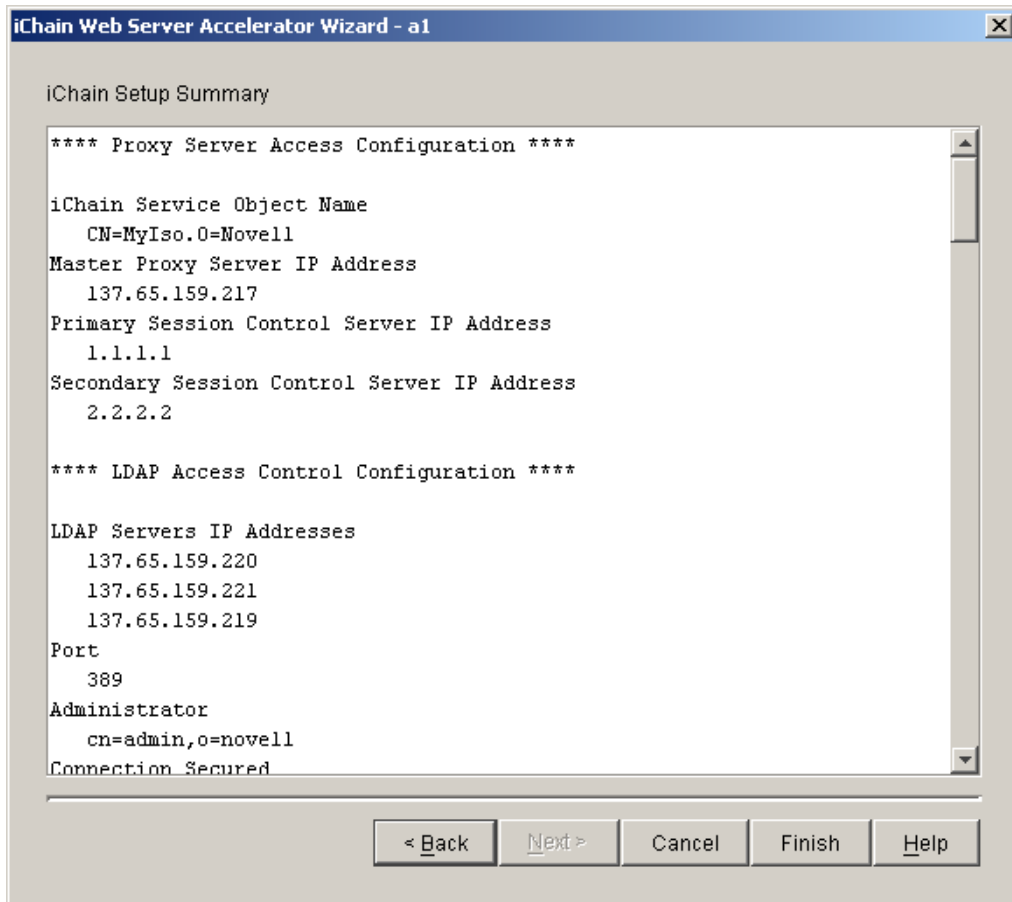 iChain Web Server Accelerator Wizard - a1
iChain Setup Summary
**** Proxy Server Access Configuration ****
iChain Service Object Name
CN=MyIso.O=Novell
Master Proxy Server IP Address
137.65.159.217
Primary Session Control Server IP Address
1.1.1.1
Secondary Session Control Server IP Address
2.2.2.2
**** LDAP Access Control Configuration ****
LDAP Servers IP Addresses
137.65.159.220
137.65.159.221
137.65.159.219
Port
389
Administrator
cn=admin,o=novell
Connection Secured
< Back Next > Cancel Finish Help